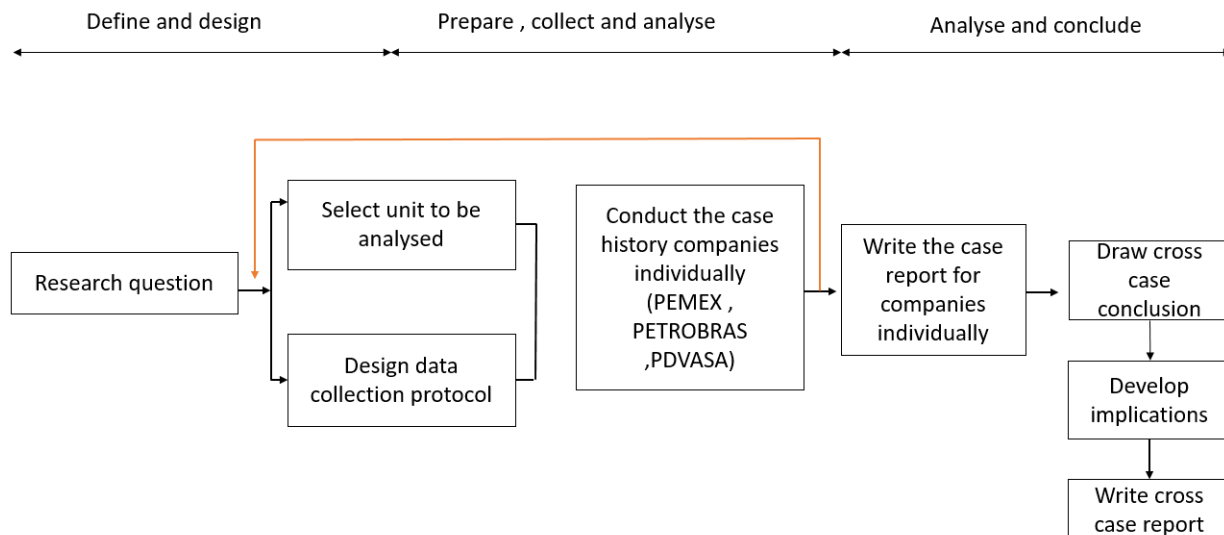 Define and design
Prepare , collect and analyse
Analyse and conclude
Research question
Select unit to be
analysed
Design data
collection protocol
Conduct the case
history companies
individually
(PEMEX ,
PETROBRAS
,PDVASA)
Write the case
report for
companies
individually
Draw cross
case
conclusion
Develop
implications
Write cross
case report